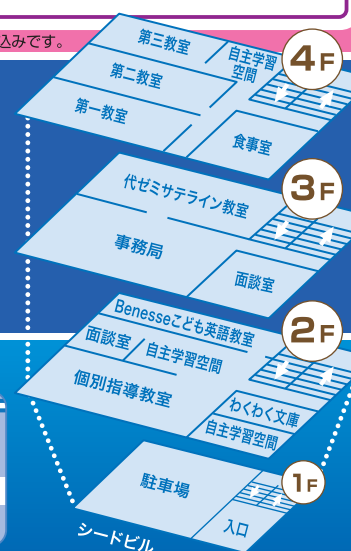 込みです。
4F
第三教室
自主学習
空間
第二教室
第一教室
食事室
3F
代ゼミサテライン教室
事務局
面談室
2F
Benesseこども英語教室
面談室
自主学習空間
個別指導教室
わくわく文庫
自主学習空間
1F
駐車場
入口
シードビル